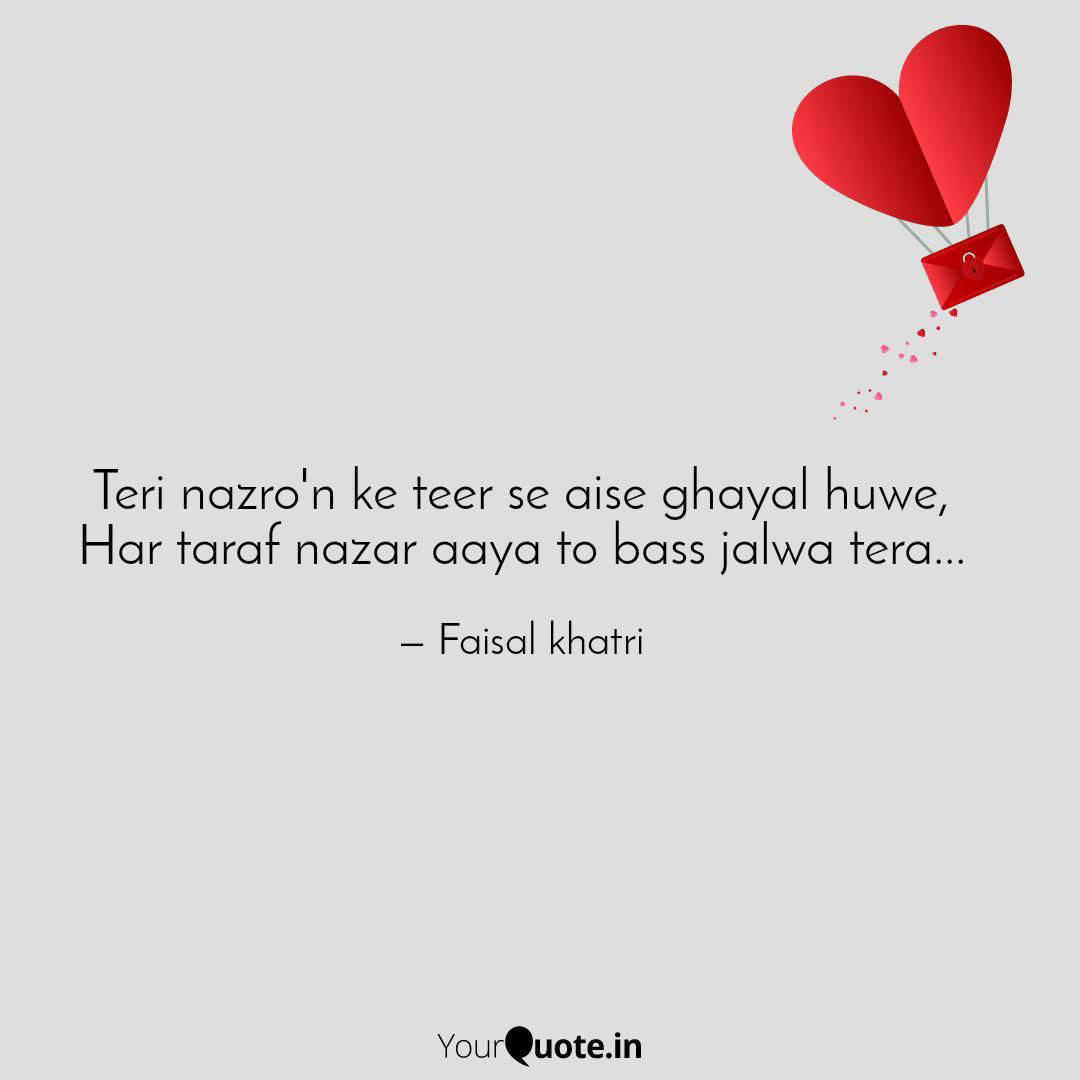 Teri nazro'n ke teer se aise ghayal huwe,
Har taraf nazar aaya to bass jalwa tera...
– Faisal khatri
YourQuote.in